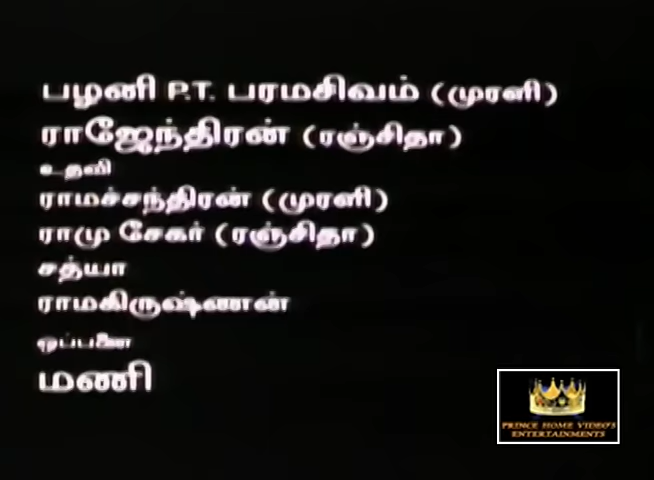 பழனி P.T. பரமசிவம் (முரளி)
ராஜேந்திரன் (ரஞ்சிதா)
உதவி
ராமச்சந்திரன் (முரளி)
ராமு சேகர் (ரஞ்சிதா)
சத்யா
ராமகிருஷ்ணன்
ஒப்பனை
மணி
PRINCE HOME VIDEO'S
ENTERTAINMENTS